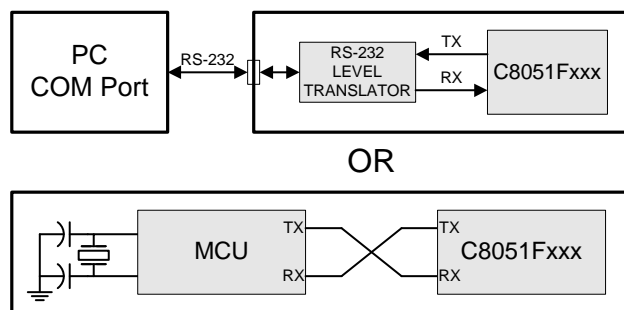 PC
COM Port
RS-232
RS-232
LEVEL
TRANSLATOR
TX
RX
C8051Fxxx
OR
MCU
TX
RX
TX
RX
C8051Fxxx